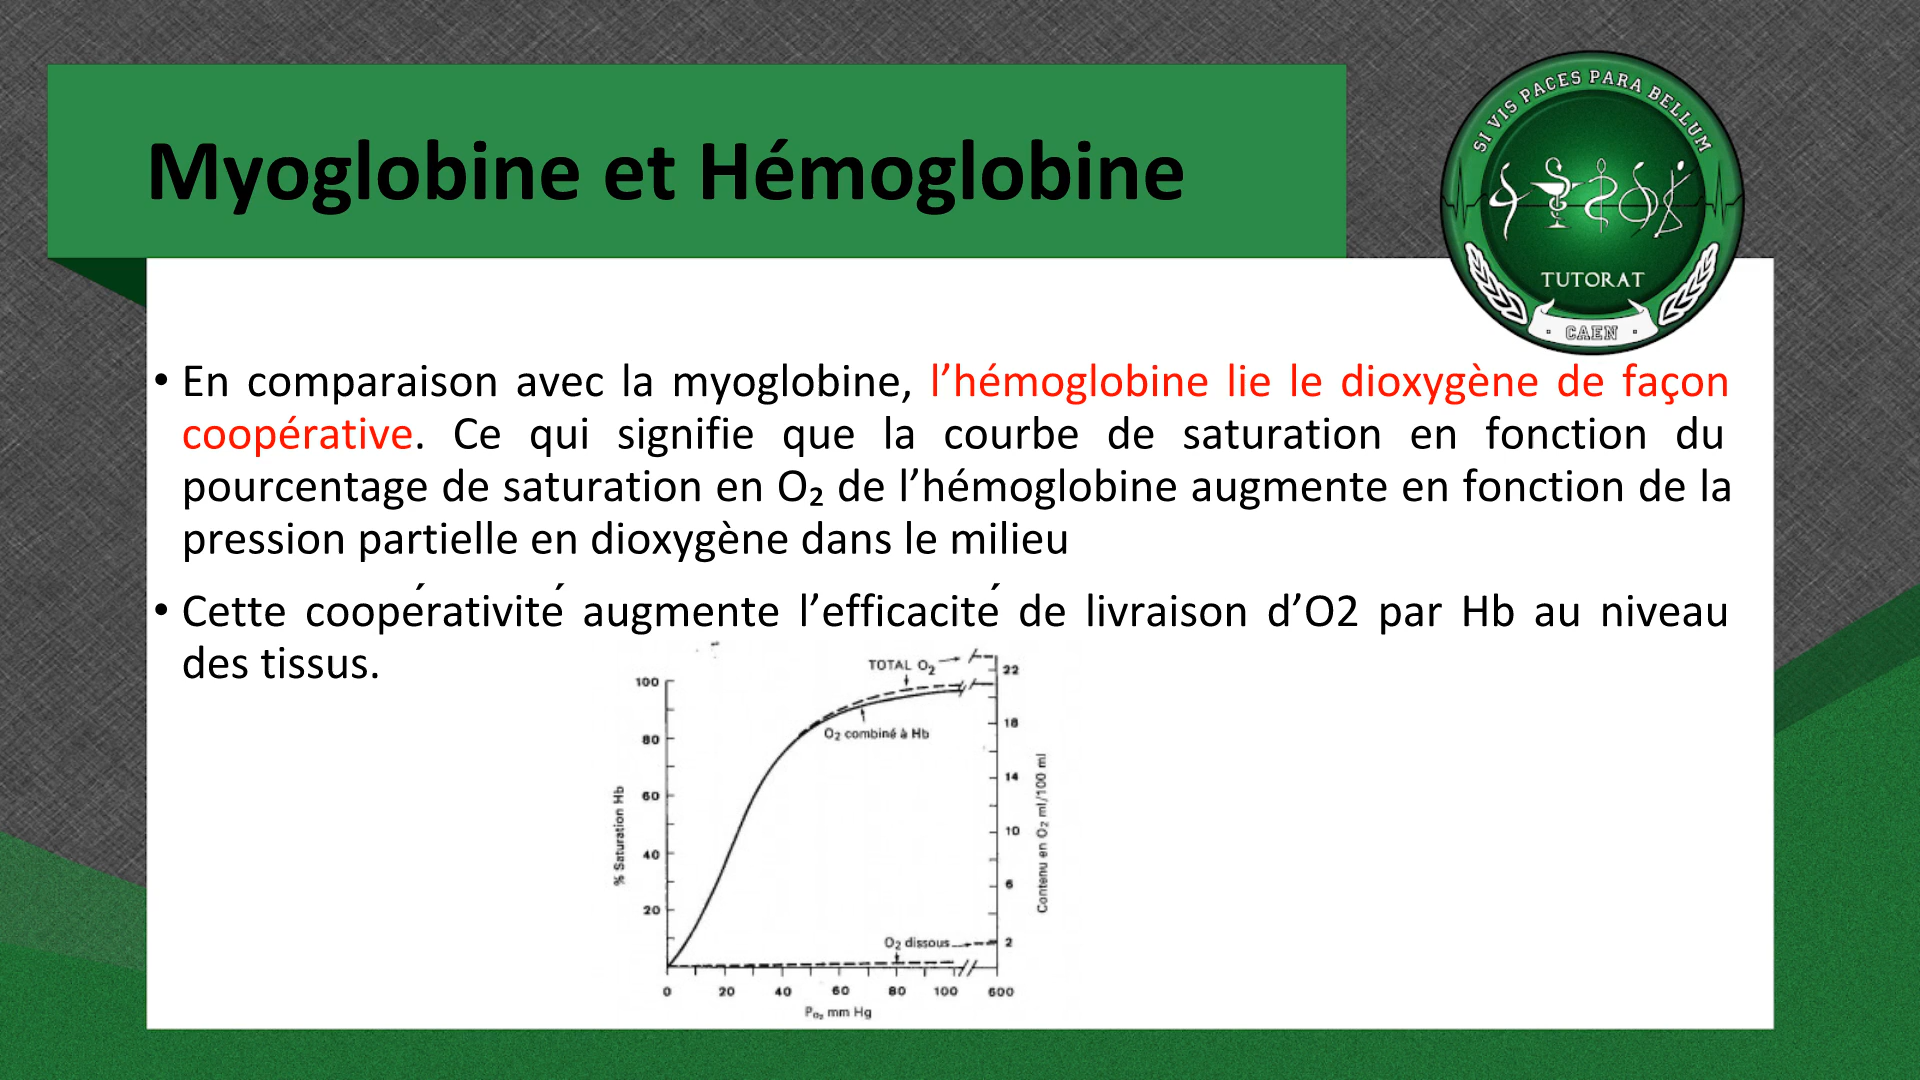 SI VIS PACES PARA BELLUM
Myoglobine et Hémoglobine
TUTORAT
· CAEN ·
• En comparaison avec la myoglobine, l’hémoglobine lie le dioxygène de façon
coopérative. Ce qui signifie que la courbe de saturation en fonction du
pourcentage de saturation en O₂ de l’hémoglobine augmente en fonction de la
pression partielle en dioxygène dans le milieu
• Cette coopérativité augmente l’efficacité de livraison d’O2 par Hb au niveau
des tissus.
TOTAL O₂
O₂ combiné à Hb
O₂ dissous
% Saturation Hb
100
80
60
40
20
Contenu en O₂ ml/100 ml
22
18
14
10
6
2
0 20 40 60 80 100 600
Po₂ mm Hg